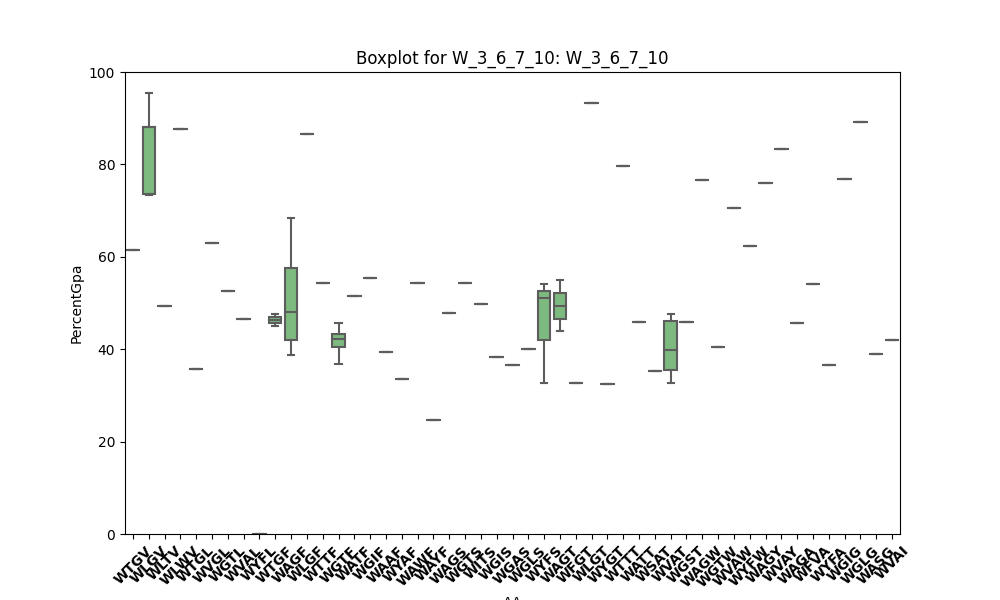 Boxplot for W_3_6_7_10: W_3_6_7_10
PercentGpa
100
80
60
40
20
0
WTGV
WLGV
WLTV
WLWV
WTGL
WVGL
WGTL
WVAL
WYFL
WTGF
WAGF
WLGF
WTTF
WGTF
WATF
WGIF
WAAF
WYAF
WAWF
WAYF
WAGS
WGTS
WITS
WGIS
WGAS
WGLS
WYFS
WAGT
WFGT
WLGT
WYGT
WTTT
WATT
WSAT
WVAT
WGST
WAGW
WGTW
WVAW
WYFW
WAGY
WVAY
WAGA
WFVA
WYFA
WGIG
WGLG
WASG
WVAI